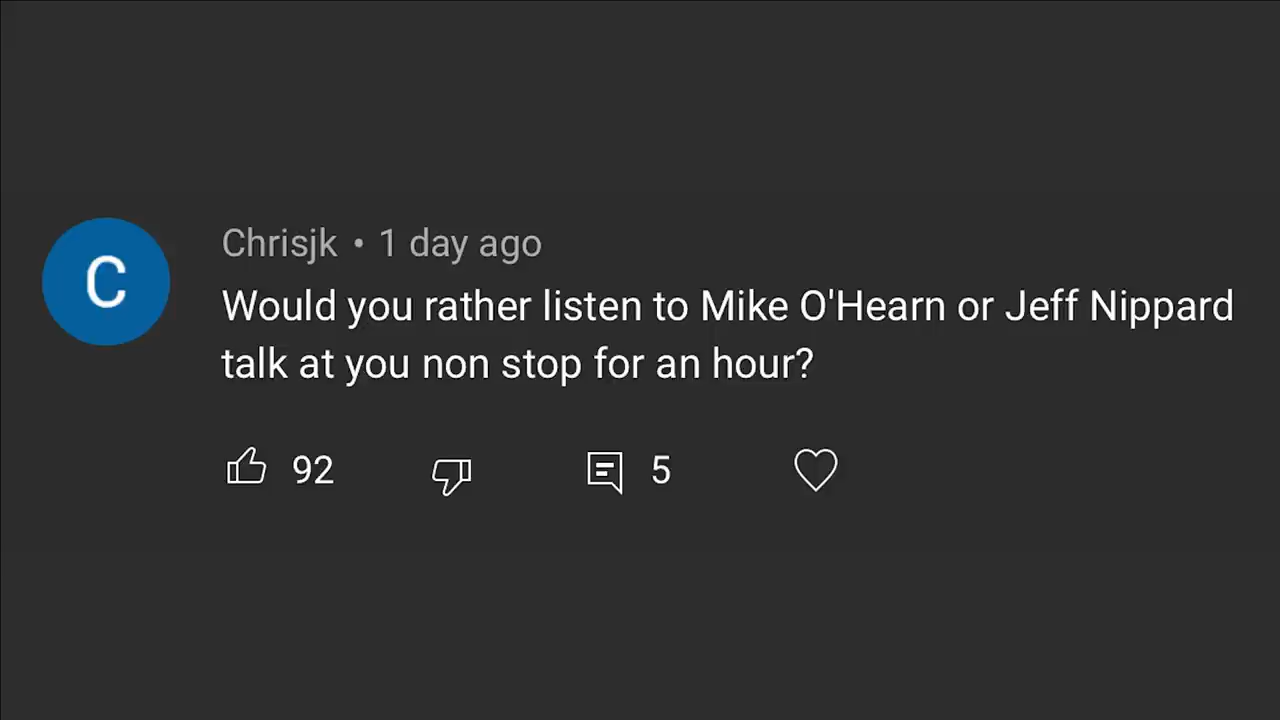 C
Chrisjk • 1 day ago
Would you rather listen to Mike O'Hearn or Jeff Nippard
talk at you non stop for an hour?
92 5